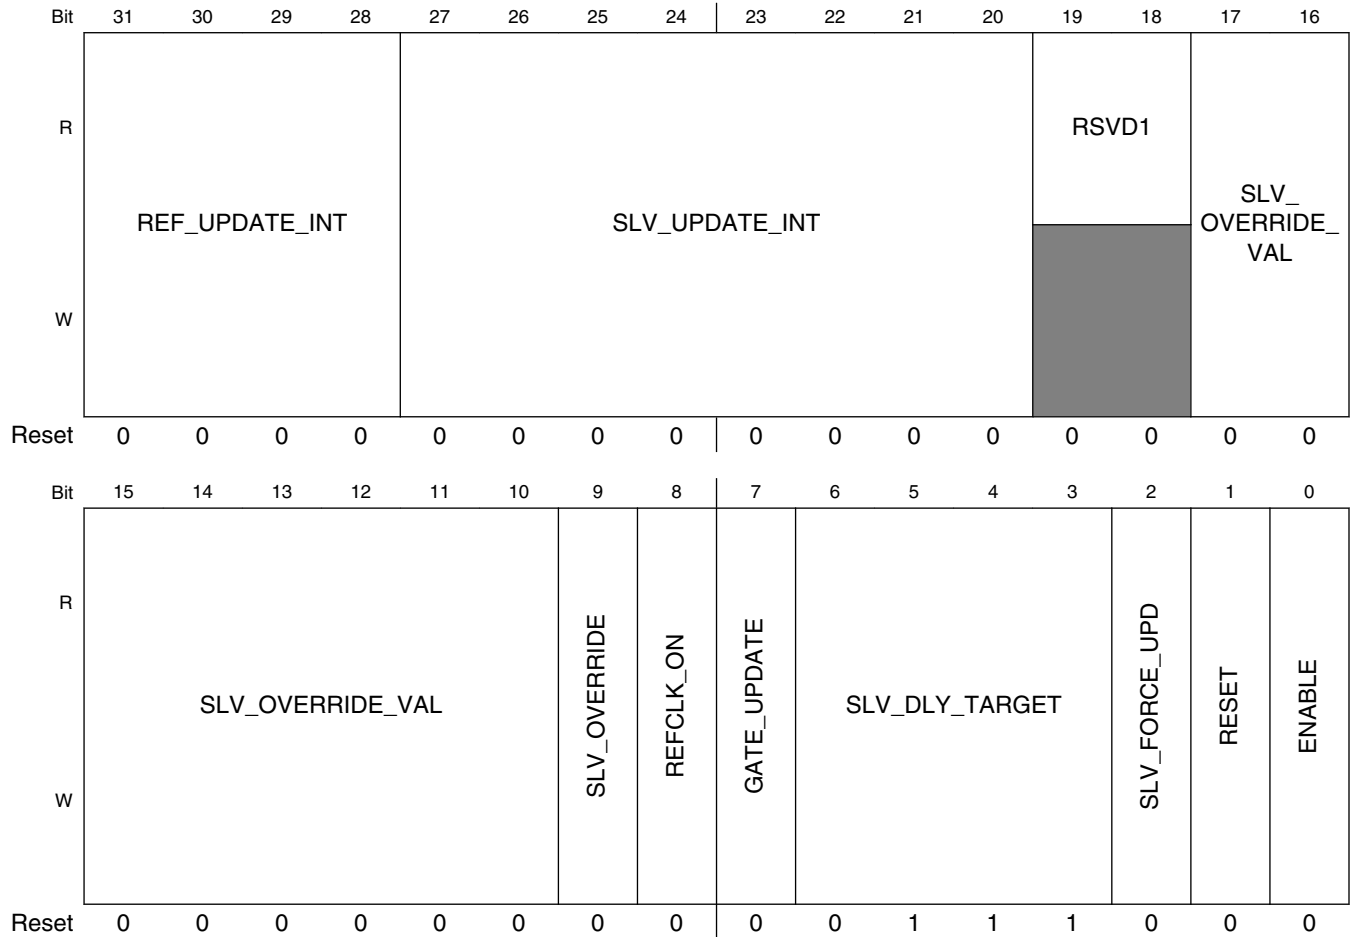 Bit 31 30 29 28 27 26 25 24 23 22 21 20 19 18 17 16
R
RSVD1
REF_UPDATE_INT
SLV_UPDATE_INT
SLV_
OVERRIDE_
VAL
W
Reset 0 0 0 0 0 0 0 0 0 0 0 0 0 0 0 0
Bit 15 14 13 12 11 10 9 8 7 6 5 4 3 2 1 0
R
SLV_OVERRIDE_VAL
SLV_OVERRIDE
REFCLK_ON
GATE_UPDATE
SLV_DLY_TARGET
SLV_FORCE_UPD
RESET
ENABLE
W
Reset 0 0 0 0 0 0 0 0 0 0 1 1 1 0 0 0